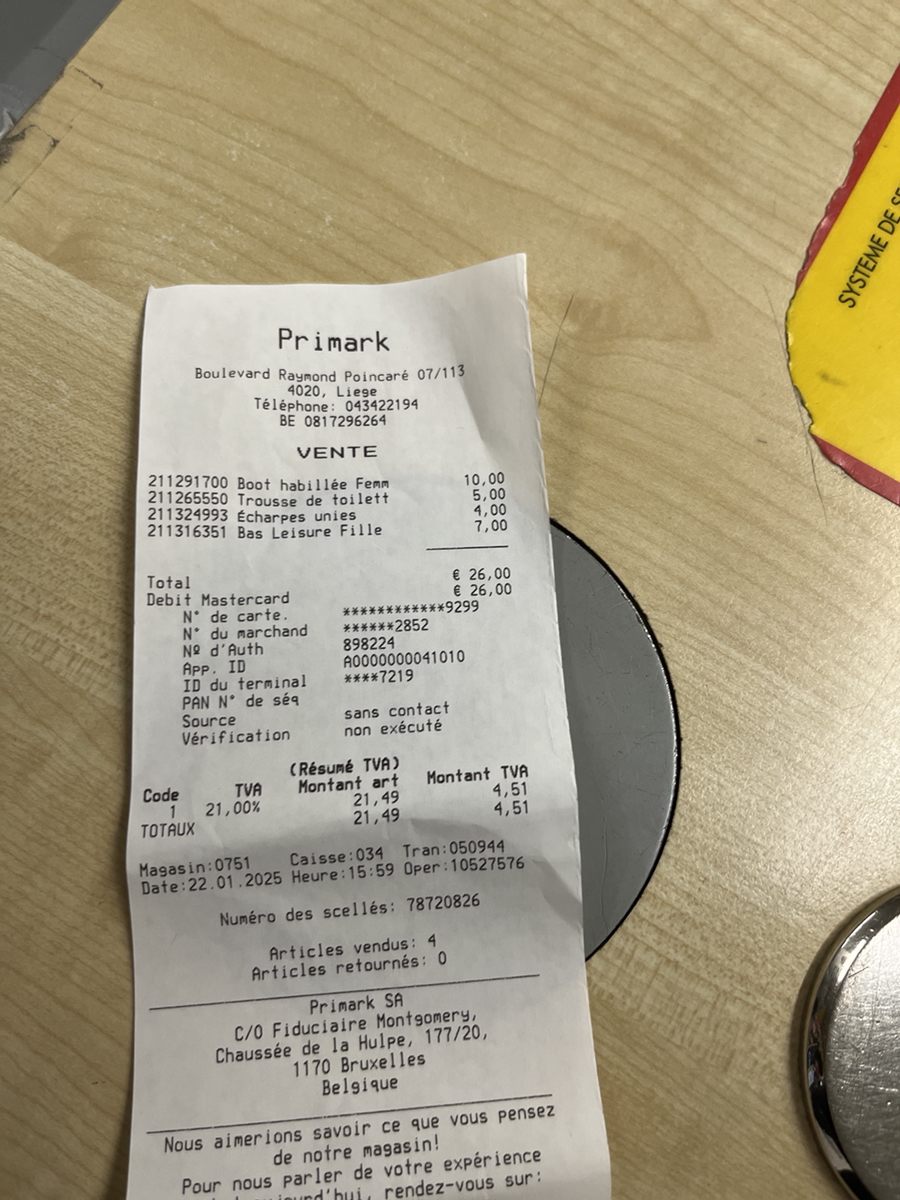 SYSTEME DE
Primark
Boulevard Raymond Poincaré 07/113
4020, Liege
Téléphone: 043422194
BE 0817296264
VENTE
211291700 Boot habillée Femm 10,00
211265550 Trousse de toilett 5,00
211324993 Écharpes unies 4,00
211316351 Bas Leisure Fille 7,00
Total € 26,00
Debit Mastercard € 26,00
N° de carte. ************9299
N° du marchand ******2852
Nº d'Auth 898224
App. ID A0000000041010
ID du terminal ****7219
PAN N° de séq
Source sans contact
Vérification non exécuté
(Résumé TVA)
Code TVA Montant art Montant TVA
1 21,00% 21,49 4,51
TOTAUX 21,49 4,51
Magasin:0751 Caisse:034 Tran:050944
Date:22.01.2025 Heure:15:59 Oper:10527576
Numéro des scellés: 78720826
Articles vendus: 4
Articles retournés: 0
Primark SA
C/O Fiduciaire Montgomery,
Chaussée de la Hulpe, 177/20,
1170 Bruxelles
Belgique
Nous aimerions savoir ce que vous pensez
de notre magasin!
Pour nous parler de votre expérience
rendez-vous sur: